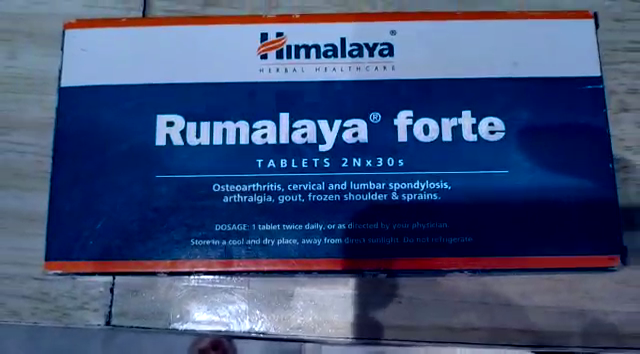 Himalaya®
HERBAL HEALTHCARE
Rumalaya® forte
TABLETS 2Nx30s
Osteoarthritis, cervical and lumbar spondylosis,
arthralgia, gout, frozen shoulder & sprains.
DOSAGE: 1 tablet twice daily, or as directed by your physician.
Store in a cool and dry place, away from direct sunlight. Do not refrigerate.